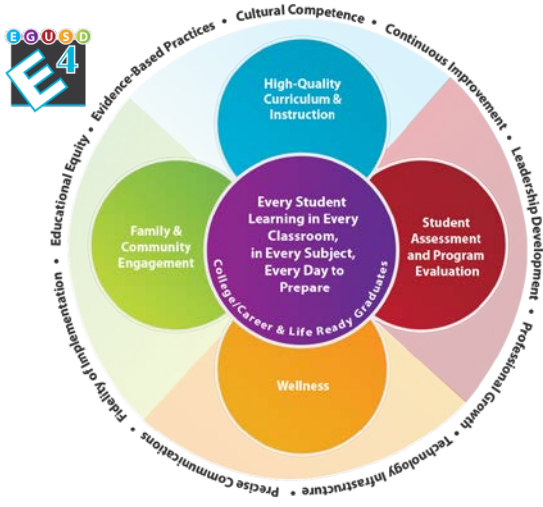 EGUSD
E4
Evidence-Based Practices • Cultural Competence • Continuous Improvement • Leadership Development • Professional Growth • Technology Infrastructure • Precise Communications • Fidelity of Implementation • Educational Equity •
High-Quality
Curriculum &
Instruction
Family &
Community
Engagement
Every Student
Learning in Every
Classroom,
in Every Subject,
Every Day to
Prepare
College/Career & Life Ready Graduates
Student
Assessment
and Program
Evaluation
Wellness